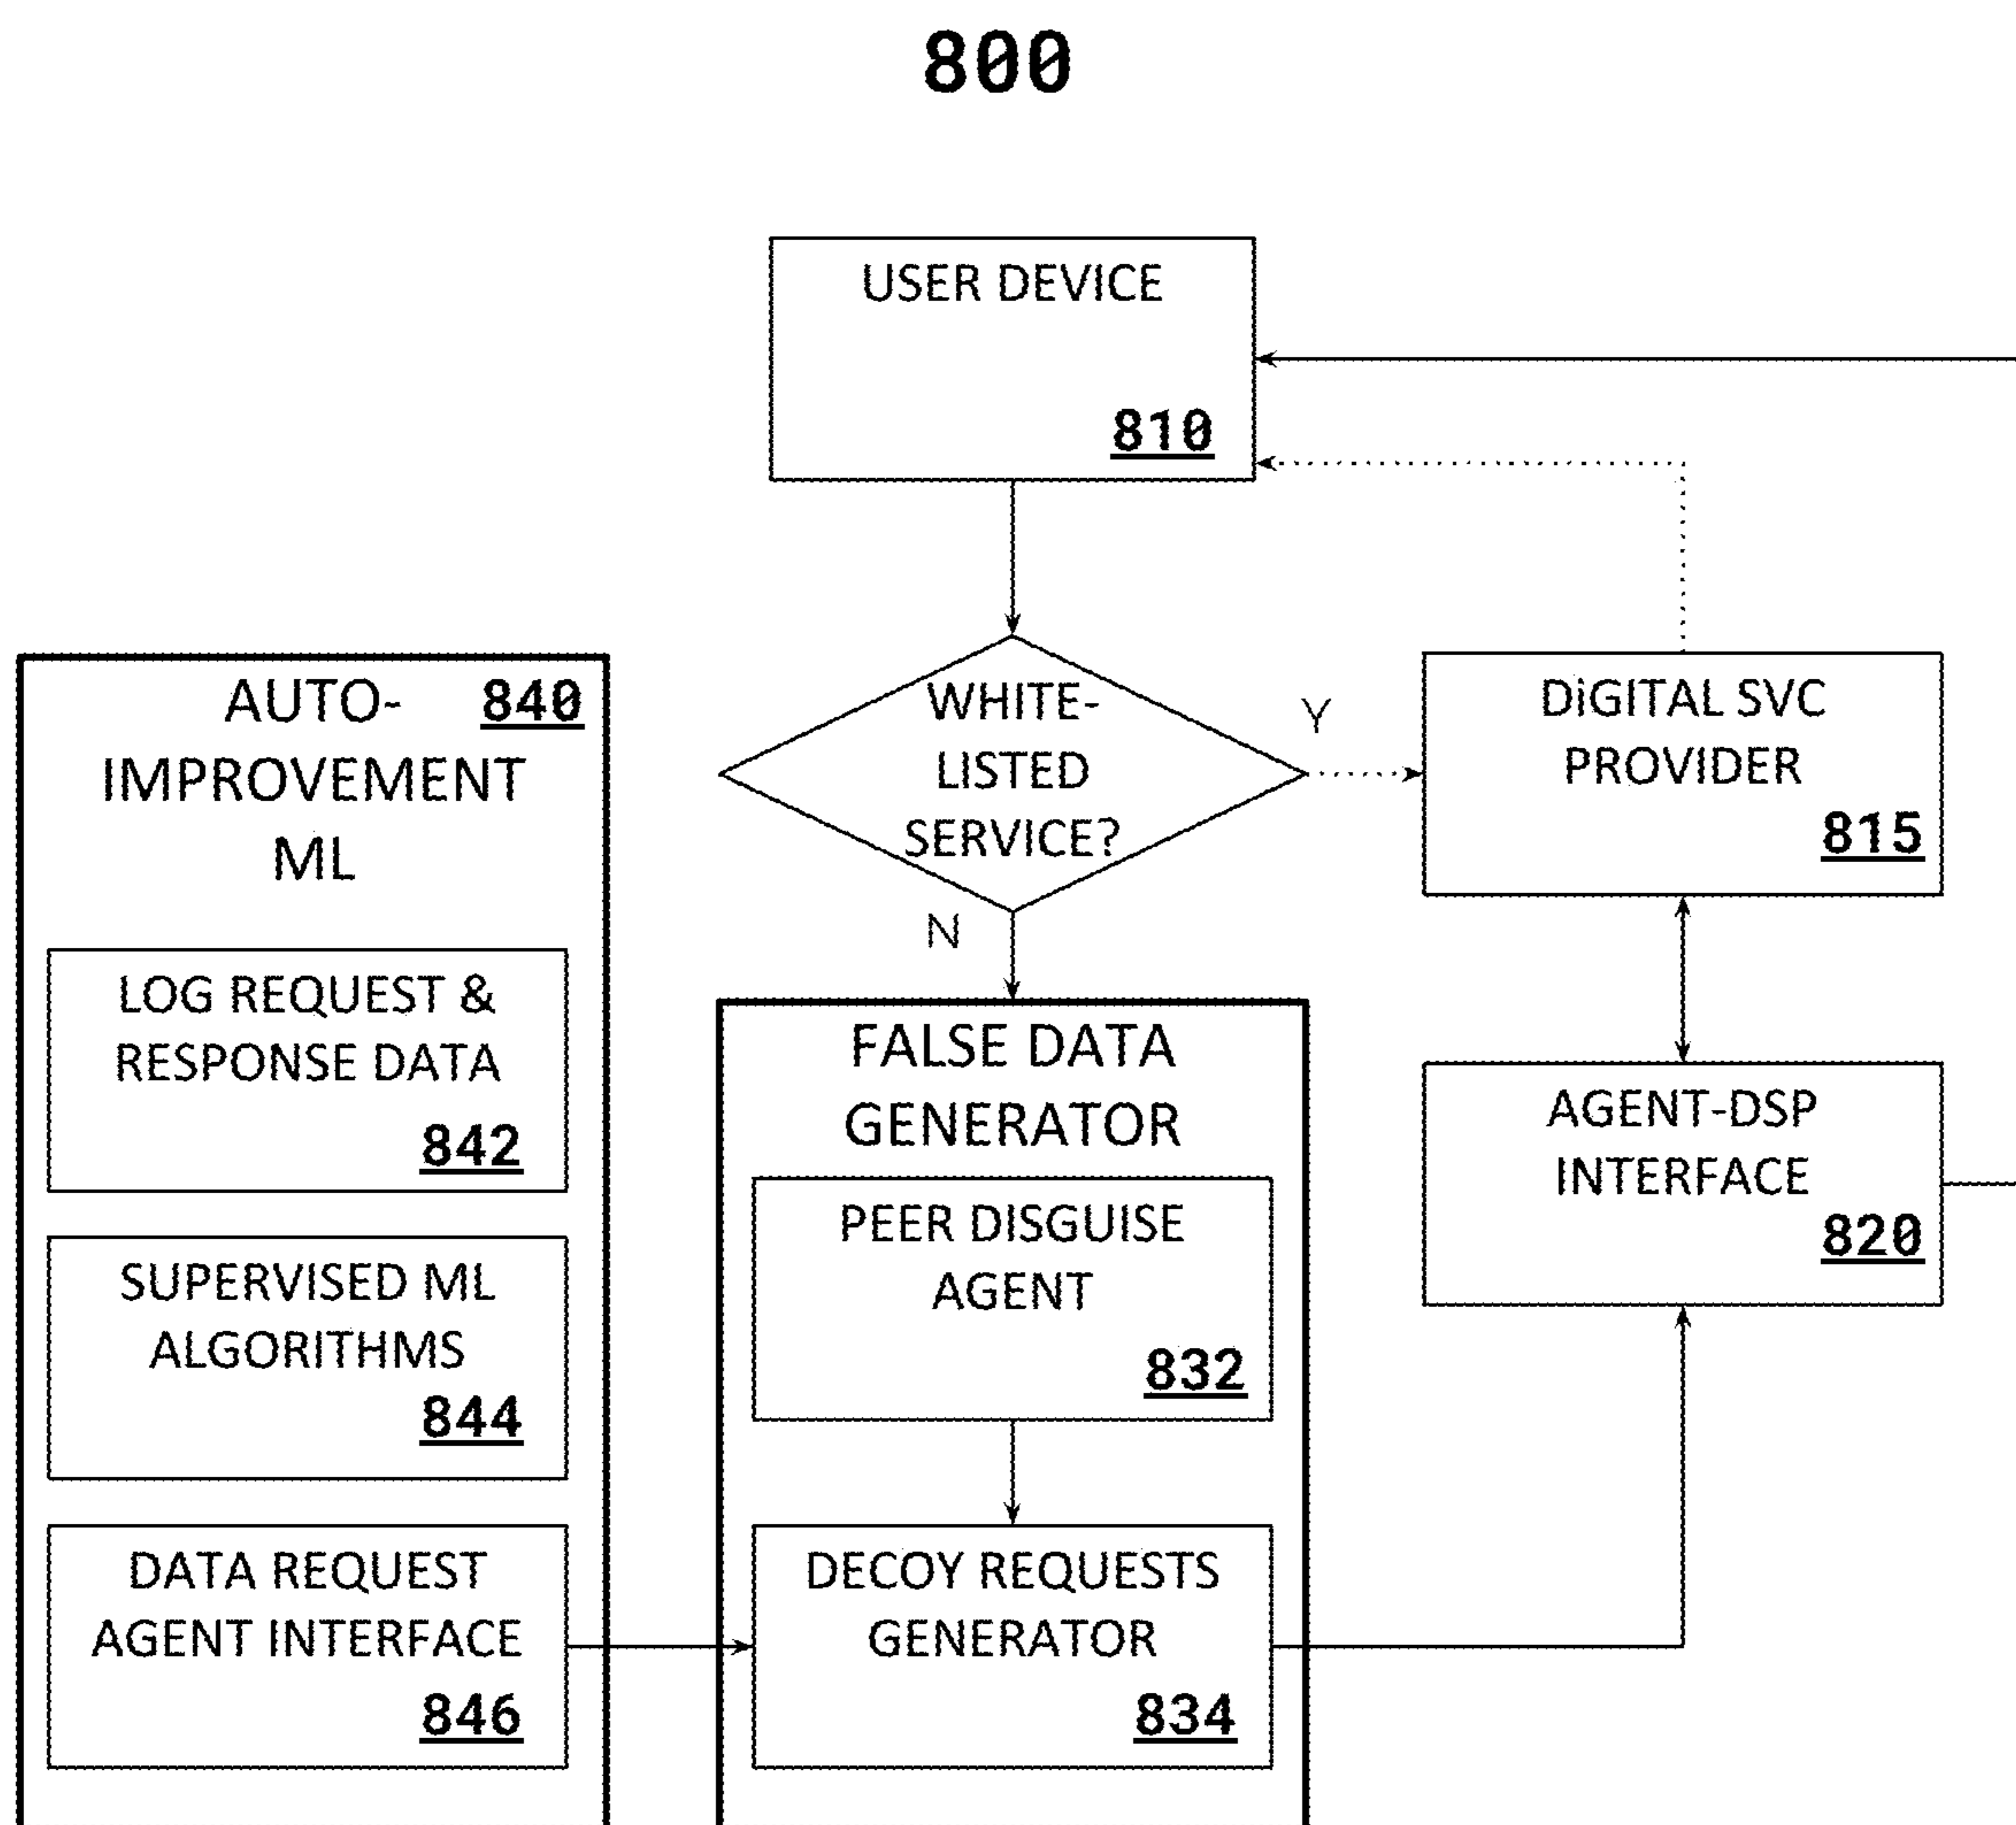 800
USER DEVICE
810
WHITE-
LISTED
SERVICE?
Y
N
DiGITAL SVC
PROVIDER
815
AGENT-DSP
INTERFACE
820
AUTO-
840
IMPROVEMENT
ML
LOG REQUEST &
RESPONSE DATA
842
SUPERVISED ML
ALGORITHMS
844
DATA REQUEST
AGENT INTERFACE
846
FALSE DATA
GENERATOR
PEER DISGUISE
AGENT
832
DECOY REQUESTS
GENERATOR
834